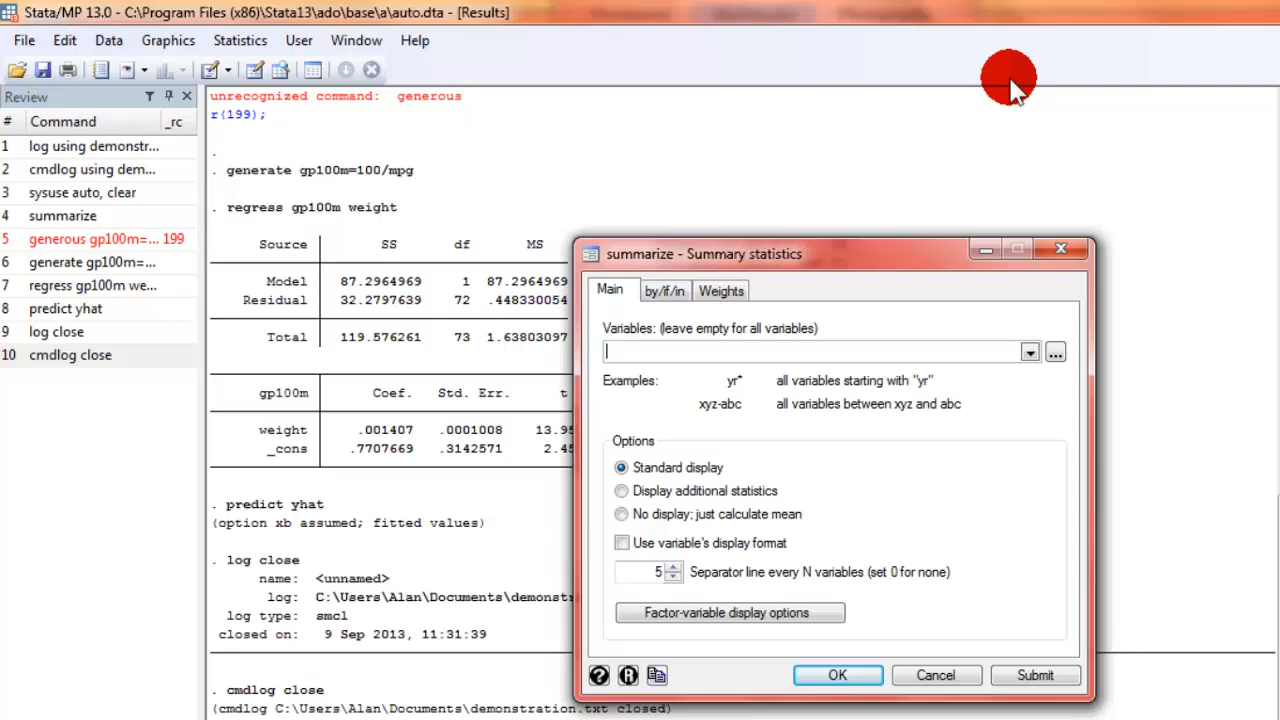 Stata/MP 13.0 - C:\Program Files (x86)\Stata13\ado\base\a\auto.dta - [Results]
File Edit Data Graphics Statistics User Window Help
Review
# Command _rc
1 log using demonstr...
2 cmdlog using dem...
3 sysuse auto, clear
4 summarize
5 generous gp100m=... 199
6 generate gp100m=...
7 regress gp100m we...
8 predict yhat
9 log close
10 cmdlog close
unrecognized command: generous
r(199);
.
. generate gp100m=100/mpg
. regress gp100m weight
Source SS df MS
Model 87.2964969 1 87.2964969
Residual 32.2797639 72 .448330054
Total 119.576261 73 1.63803097
gp100m Coef. Std. Err. t
weight .001407 .0001008 13.95
_cons .7707669 .3142571 2.45
. predict yhat
(option xb assumed; fitted values)
. log close
name: <unnamed>
log: C:\Users\Alan\Documents\demonstra
log type: smcl
closed on: 9 Sep 2013, 11:31:39
. cmdlog close
(cmdlog C:\Users\Alan\Documents\demonstration.txt closed)
summarize - Summary statistics
Main by/if/in Weights
Variables: (leave empty for all variables)
...
Examples: yr* all variables starting with "yr"
xyz-abc all variables between xyz and abc
Options
Standard display
Display additional statistics
No display; just calculate mean
Use variable's display format
5 Separator line every N variables (set 0 for none)
Factor-variable display options
? R OK Cancel Submit